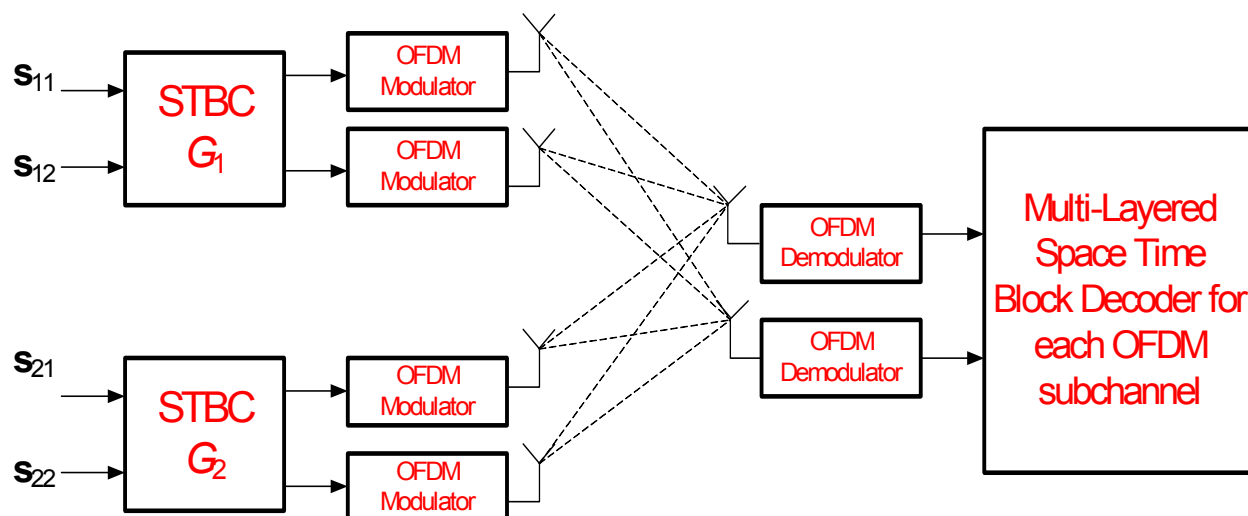 s11
s12
STBC
G1
OFDM
Modulator
OFDM
Modulator
s21
s22
STBC
G2
OFDM
Modulator
OFDM
Modulator
OFDM
Demodulator
OFDM
Demodulator
Multi-Layered
Space Time
Block Decoder for
each OFDM
subchannel